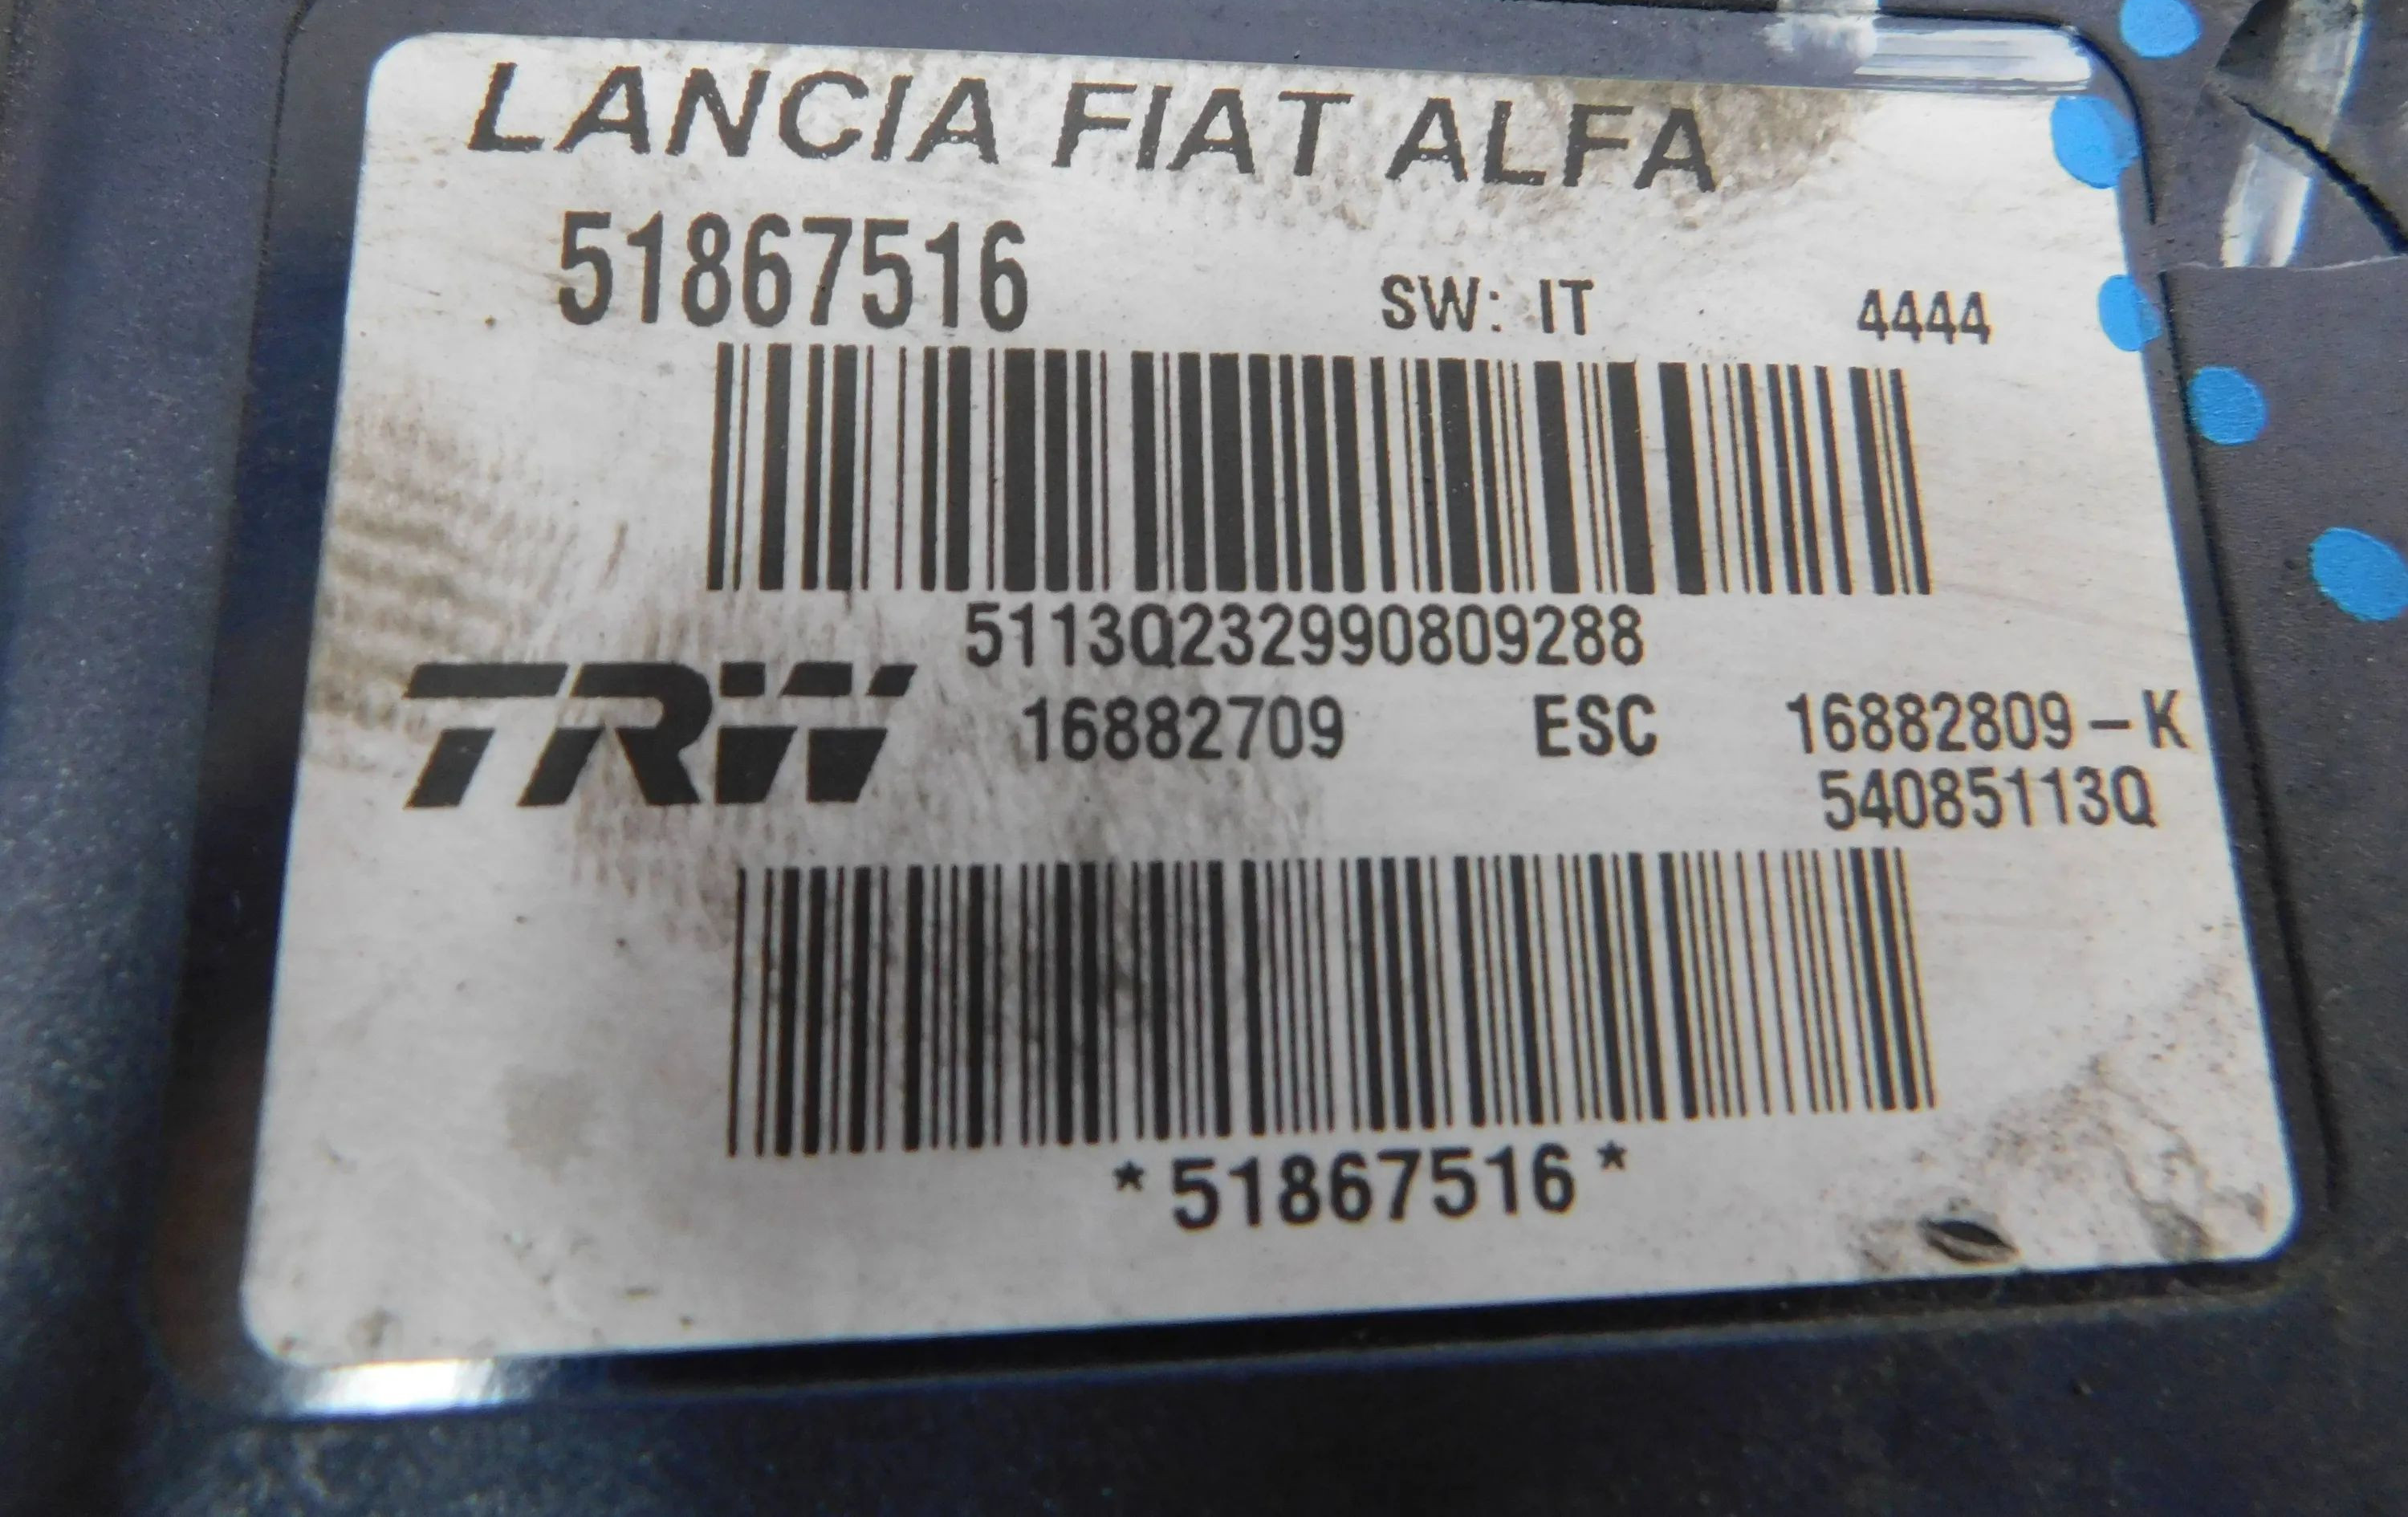 LANCIA FIAT ALFA
51867516 SW: IT 4444
5113Q232990809288
TRW 16882709 ESC 16882809-K
54085113Q
*51867516*